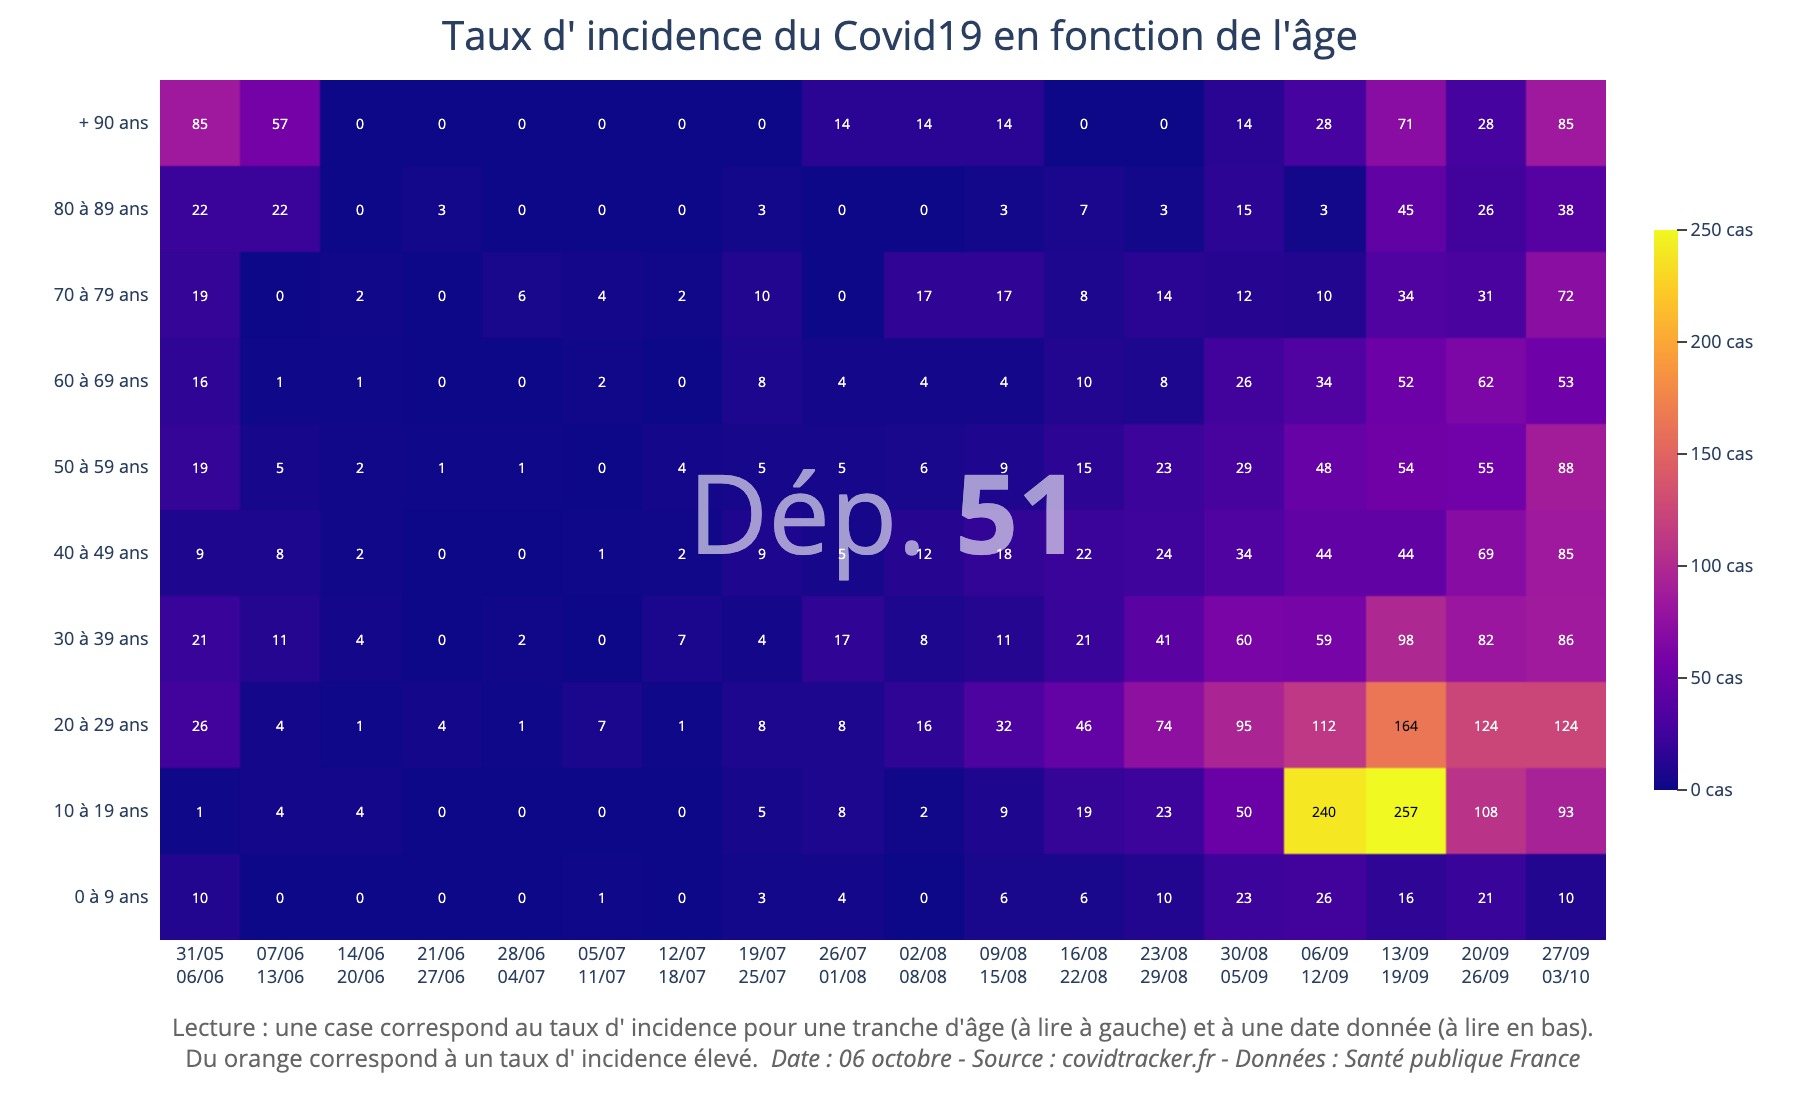 Taux d' incidence du Covid19 en fonction de l'âge
+ 90 ans 85 57 0 0 0 0 0 0 14 14 14 0 0 14 28 71 28 85
80 à 89 ans 22 22 0 3 0 0 0 3 0 0 3 7 3 15 3 45 26 38
250 cas
70 à 79 ans 19 0 2 0 6 4 2 10 0 17 17 8 14 12 10 34 31 72
200 cas
60 à 69 ans 16 1 1 0 0 2 0 8 4 4 4 10 8 26 34 52 62 53
150 cas
50 à 59 ans 19 5 2 1 1 0 4 5 5 6 9 15 23 29 48 54 55 88
Dép. 51
40 à 49 ans 9 8 2 0 0 1 2 9 5 12 18 22 24 34 44 44 69 85
100 cas
30 à 39 ans 21 11 4 0 2 0 7 4 17 8 11 21 41 60 59 98 82 86
50 cas
20 à 29 ans 26 4 1 4 1 7 1 8 8 16 32 46 74 95 112 164 124 124
0 cas
10 à 19 ans 1 4 4 0 0 0 0 5 8 2 9 19 23 50 240 257 108 93
0 à 9 ans 10 0 0 0 0 1 0 3 4 0 6 6 10 23 26 16 21 10
31/05 07/06 14/06 21/06 28/06 05/07 12/07 19/07 26/07 02/08 09/08 16/08 23/08 30/08 06/09 13/09 20/09 27/09
06/06 13/06 20/06 27/06 04/07 11/07 18/07 25/07 01/08 08/08 15/08 22/08 29/08 05/09 12/09 19/09 26/09 03/10
Lecture : une case correspond au taux d' incidence pour une tranche d'âge (à lire à gauche) et à une date donnée (à lire en bas).
Du orange correspond à un taux d' incidence élevé. Date : 06 octobre - Source : covidtracker.fr - Données : Santé publique France